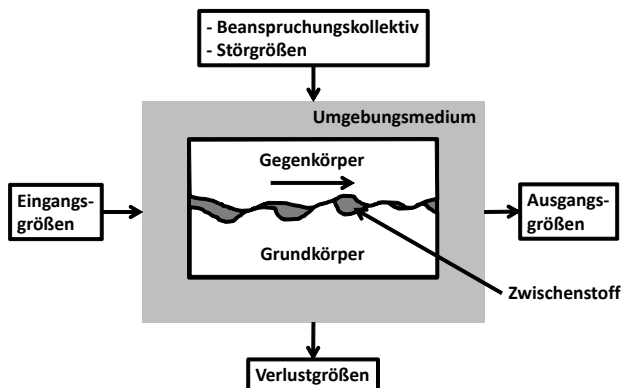 - Beanspruchungskollektiv
- Störgrößen
Umgebungsmedium
Gegenkörper
Eingangs-
größen
Ausgangs-
größen
Grundkörper
Zwischenstoff
Verlustgrößen